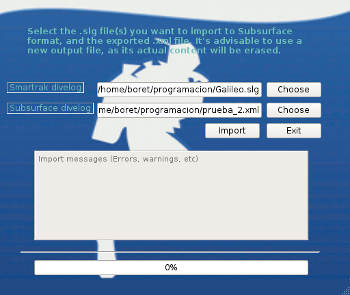 Select the .slg file(s) you want to import to Subsurface
format, and the exported .xml file. It's advisable to use a
new output file, as its actual content will be erased.
Smartrak divelog /home/boret/programacion/Galileo.slg Choose
Subsurface divelog me/boret/programacion/prueba_2.xml Choose
Import Exit
Import messages (Errors, warnings, etc)
0%